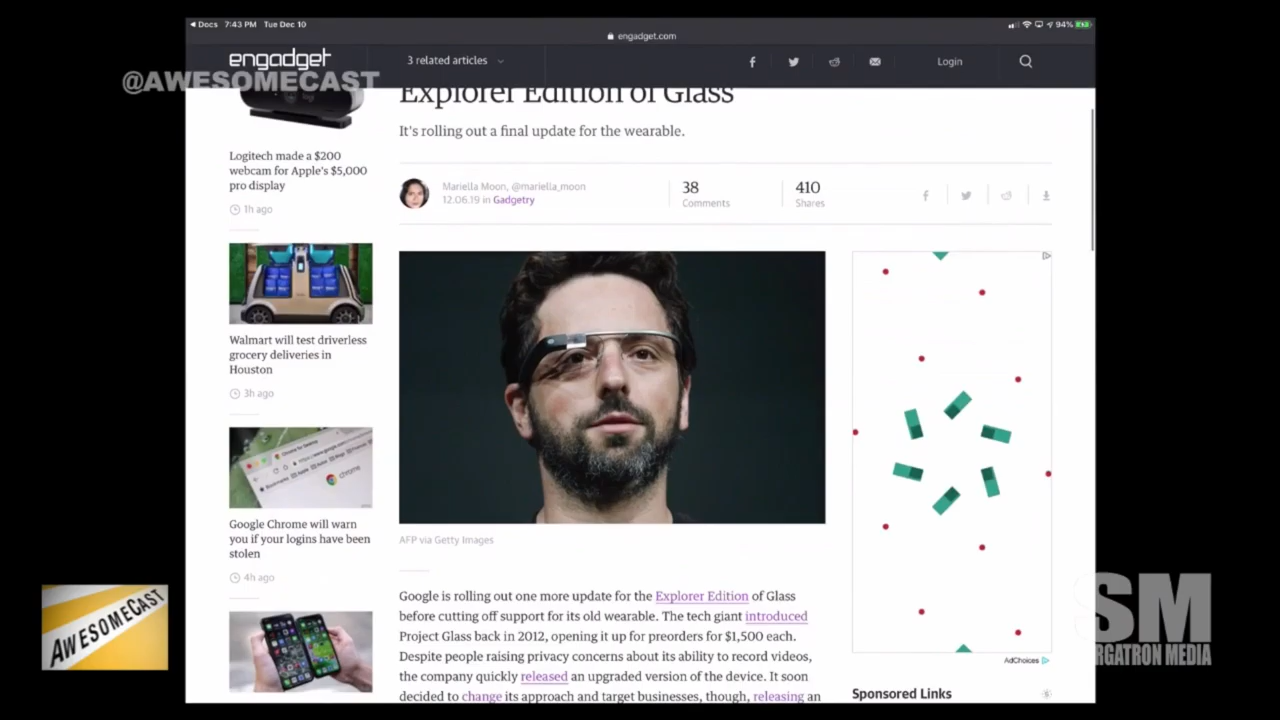 Docs 7:43 PM Tue Dec 10
94%
engadget.com
engadget
3 related articles
Login
@AWESOMECAST
Explorer Edition of Glass
It's rolling out a final update for the wearable.
Mariella Moon, @mariella_moon
12.06.19 in Gadgetry
38
Comments
410
Shares
Logitech made a $200
webcam for Apple's $5,000
pro display
1h ago
Walmart will test driverless
grocery deliveries in
Houston
3h ago
Google Chrome will warn
you if your logins have been
stolen
4h ago
AFP via Getty Images
Google is rolling out one more update for the Explorer Edition of Glass
before cutting off support for its old wearable. The tech giant introduced
Project Glass back in 2012, opening it up for preorders for $1,500 each.
Despite people raising privacy concerns about its ability to record videos,
the company quickly released an upgraded version of the device. It soon
decided to change its approach and target businesses, though, releasing an
AdChoices
Sponsored Links
AWESOMECAST
SM
RGATRON MEDIA